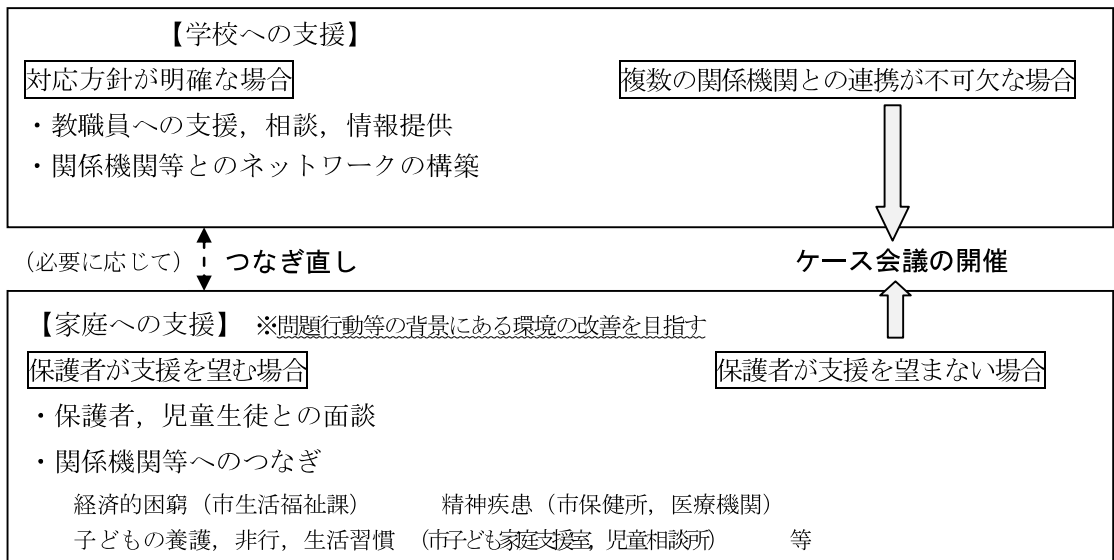 【学校への支援】
対応方針が明確な場合
複数の関係機関との連携が不可欠な場合
・教職員への支援，相談，情報提供
・関係機関等とのネットワークの構築
（必要に応じて）
つなぎ直し
ケース会議の開催
【家庭への支援】 ※問題行動等の背景にある環境の改善を目指す
保護者が支援を望む場合
保護者が支援を望まない場合
・保護者，児童生徒との面談
・関係機関等へのつなぎ
経済的困窮（市生活福祉課） 精神疾患（市保健所，医療機関）
子どもの養護，非行，生活習慣 （市子ども家庭支援室，児童相談所） 等